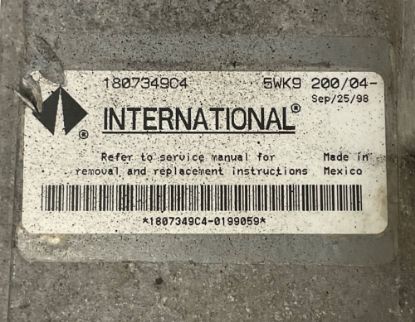 1807349C4 5WK9 200/04-
Sep/25/98
INTERNATIONAL®
®
Refer to service manual for Made in
removal and replacement instructions Mexico
*1807349C4-0199059*